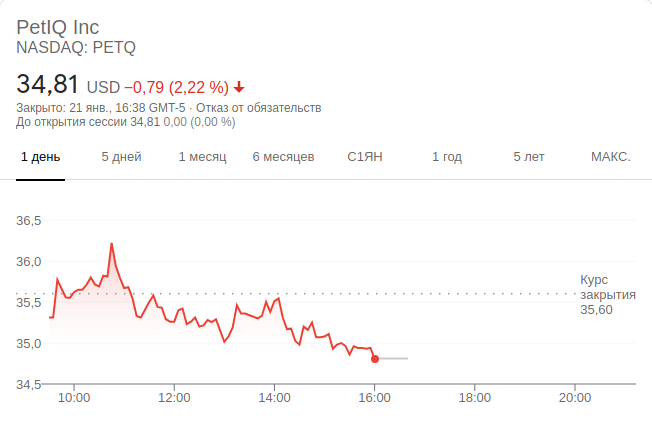 PetIQ Inc
NASDAQ: PETQ
34,81 USD −0,79 (2,22 %)
Закрыто: 21 янв., 16:38 GMT-5 · Отказ от обязательств
До открытия сессии 34,81 0,00 (0,00 %)
1 день 5 дней 1 месяц 6 месяцев С1ЯН 1 год 5 лет МАКС.
36,5
36,0
35,5
35,0
34,5
Курс
закрытия
35,60
10:00 12:00 14:00 16:00 18:00 20:00